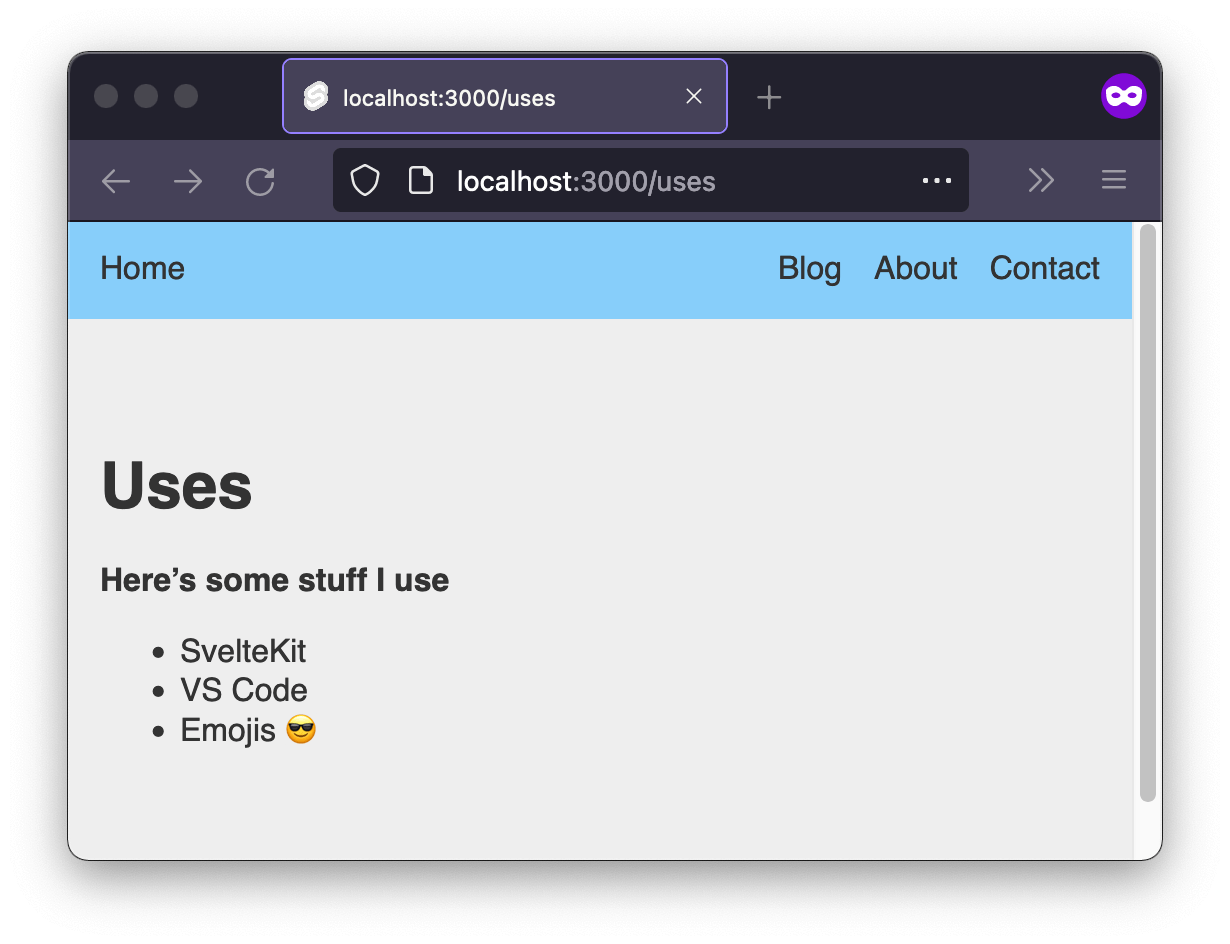 localhost:3000/uses
localhost:3000/uses
Home Blog About Contact
Uses
Here’s some stuff I use
• SvelteKit
• VS Code
• Emojis 😎